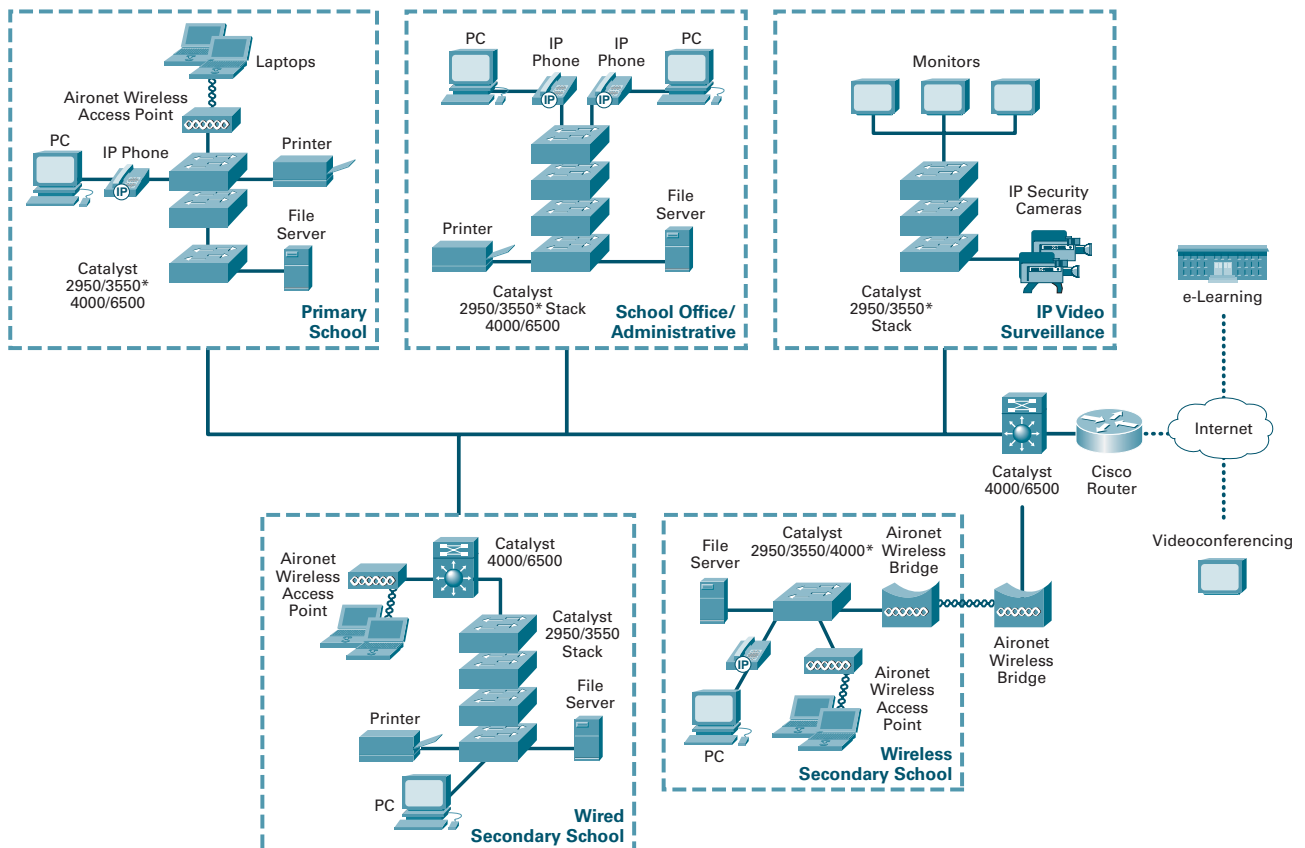 Laptops
Aironet Wireless
Access Point
PC
IP Phone
IP
Printer
File
Server
Catalyst
2950/3550*
4000/6500
Primary
School
PC
IP
Phone
IP
Phone
PC
IP
IP
Printer
File
Server
Catalyst
2950/3550* Stack
4000/6500
School Office/
Administrative
Monitors
IP Security
Cameras
Catalyst
2950/3550*
Stack
IP Video
Surveillance
e-Learning
Internet
Catalyst
4000/6500
Cisco
Router
Videoconferencing
Aironet
Wireless
Access
Point
Catalyst
4000/6500
Catalyst
2950/3550
Stack
Printer
File
Server
PC
Wired
Secondary School
File
Server
Catalyst
2950/3550/4000*
Aironet
Wireless
Bridge
IP
PC
Aironet
Wireless
Access
Point
Wireless
Secondary School
Aironet
Wireless
Bridge